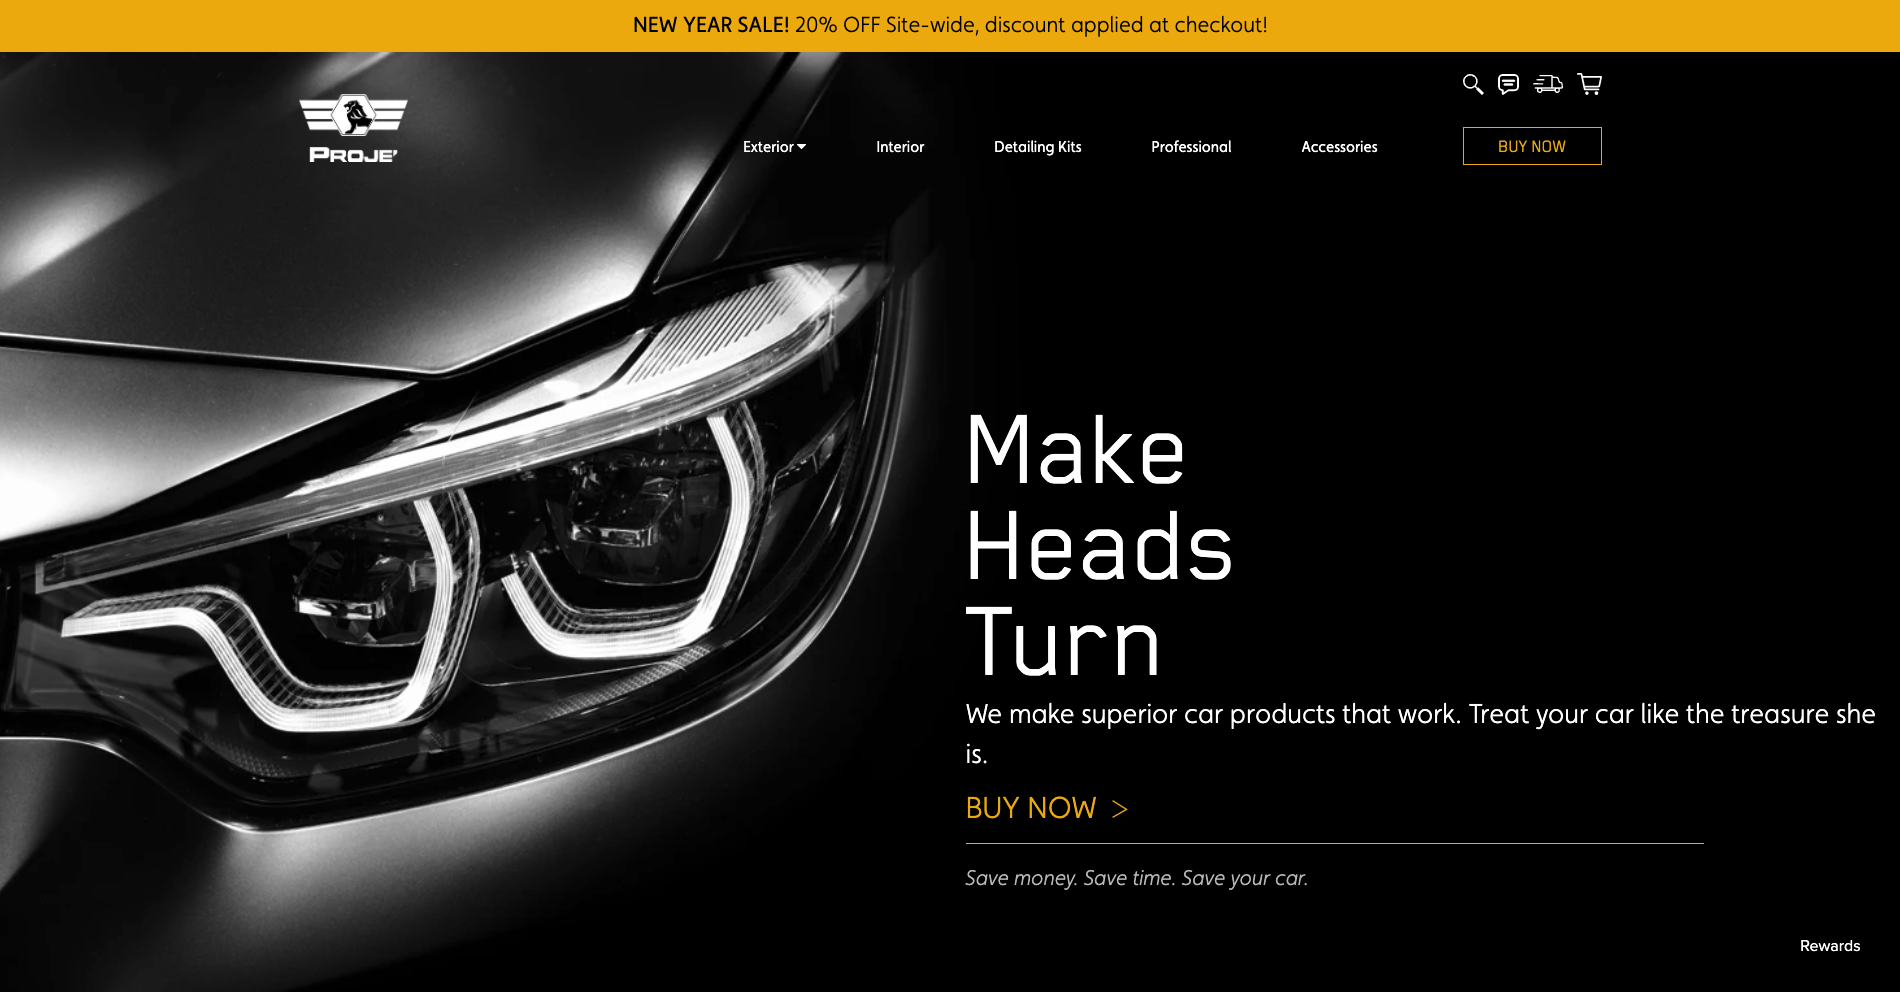 NEW YEAR SALE! 20% OFF Site-wide, discount applied at checkout!
PROJE'
Exterior
Interior
Detailing Kits
Professional
Accessories
BUY NOW
Make
Heads
Turn
We make superior car products that work. Treat your car like the treasure she
is.
BUY NOW >
Save money. Save time. Save your car.
Rewards